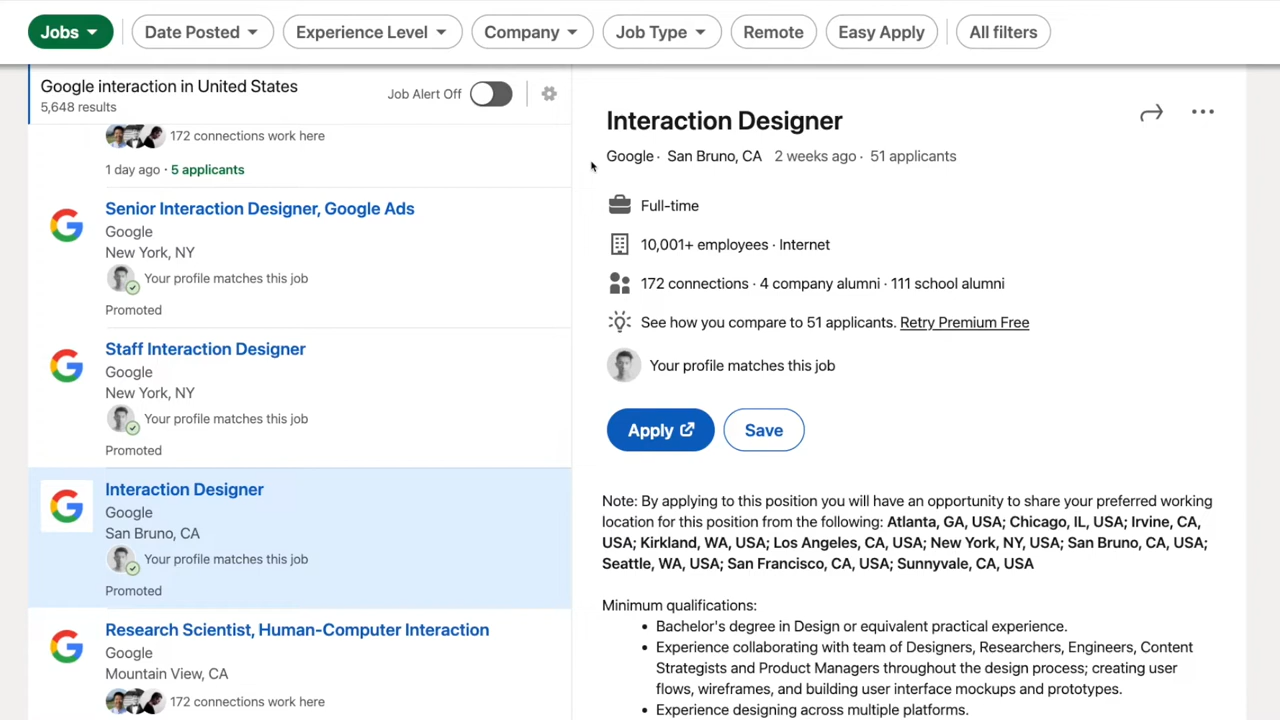 Jobs
Date Posted
Experience Level
Company
Job Type
Remote
Easy Apply
All filters
Google interaction in United States
5,648 results
Job Alert Off
172 connections work here
1 day ago · 5 applicants
Senior Interaction Designer, Google Ads
Google
New York, NY
Your profile matches this job
Promoted
Staff Interaction Designer
Google
New York, NY
Your profile matches this job
Promoted
Interaction Designer
Google
San Bruno, CA
Your profile matches this job
Promoted
Research Scientist, Human-Computer Interaction
Google
Mountain View, CA
172 connections work here
Interaction Designer
Google · San Bruno, CA 2 weeks ago · 51 applicants
Full-time
10,001+ employees · Internet
172 connections · 4 company alumni · 111 school alumni
See how you compare to 51 applicants. Retry Premium Free
Your profile matches this job
Apply
Save
Note: By applying to this position you will have an opportunity to share your preferred working
location for this position from the following: Atlanta, GA, USA; Chicago, IL, USA; Irvine, CA,
USA; Kirkland, WA, USA; Los Angeles, CA, USA; New York, NY, USA; San Bruno, CA, USA;
Seattle, WA, USA; San Francisco, CA, USA; Sunnyvale, CA, USA
Minimum qualifications:
• Bachelor's degree in Design or equivalent practical experience.
• Experience collaborating with team of Designers, Researchers, Engineers, Content
Strategists and Product Managers throughout the design process; creating user
flows, wireframes, and building user interface mockups and prototypes.
• Experience designing across multiple platforms.